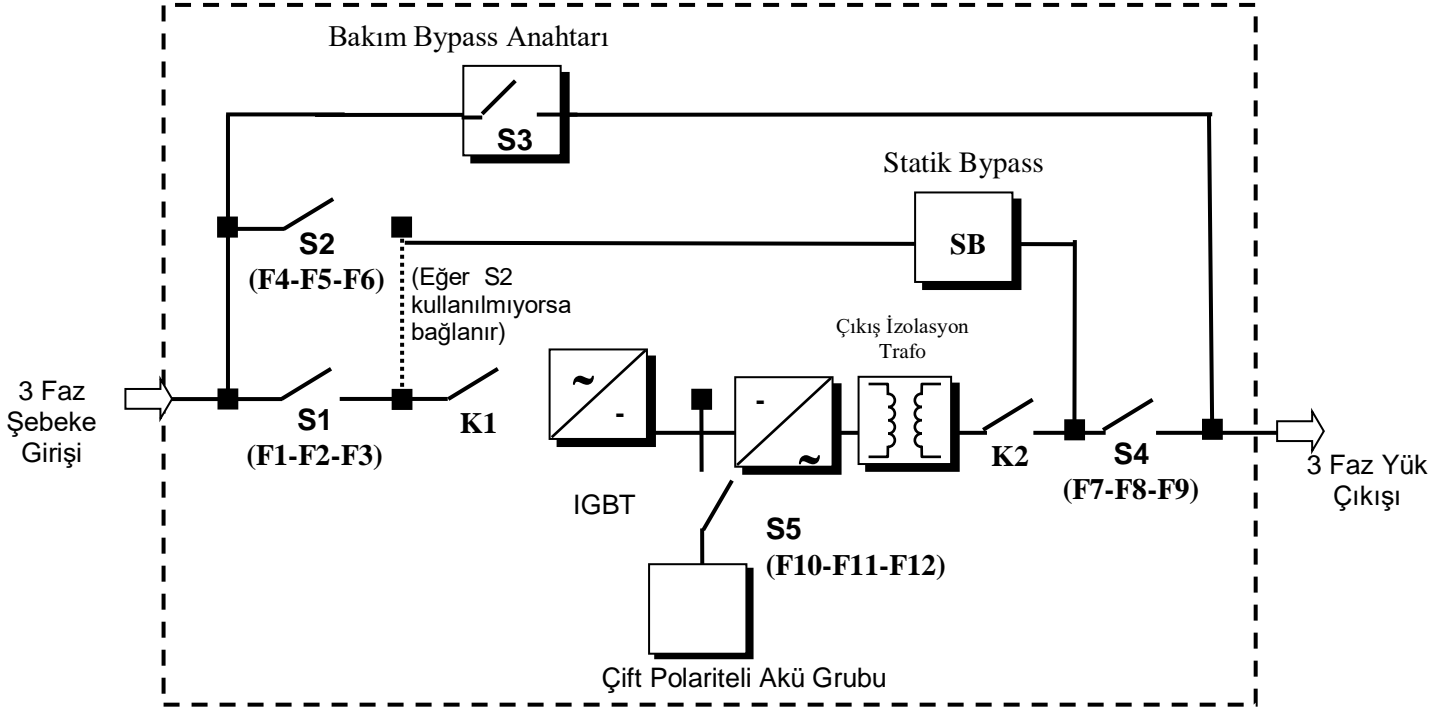 Bakım Bypass Anahtarı
S3
Statik Bypass
SB
S2
(F4-F5-F6)
(Eğer S2
kullanılmıyorsa
bağlanır)
Çıkış İzolasyon
Trafo
3 Faz
Şebeke
Girişi
S1
(F1-F2-F3)
K1
~
-
IGBT
-
~
K2
S4
(F7-F8-F9)
3 Faz Yük
Çıkışı
S5
(F10-F11-F12)
Çift Polariteli Akü Grubu